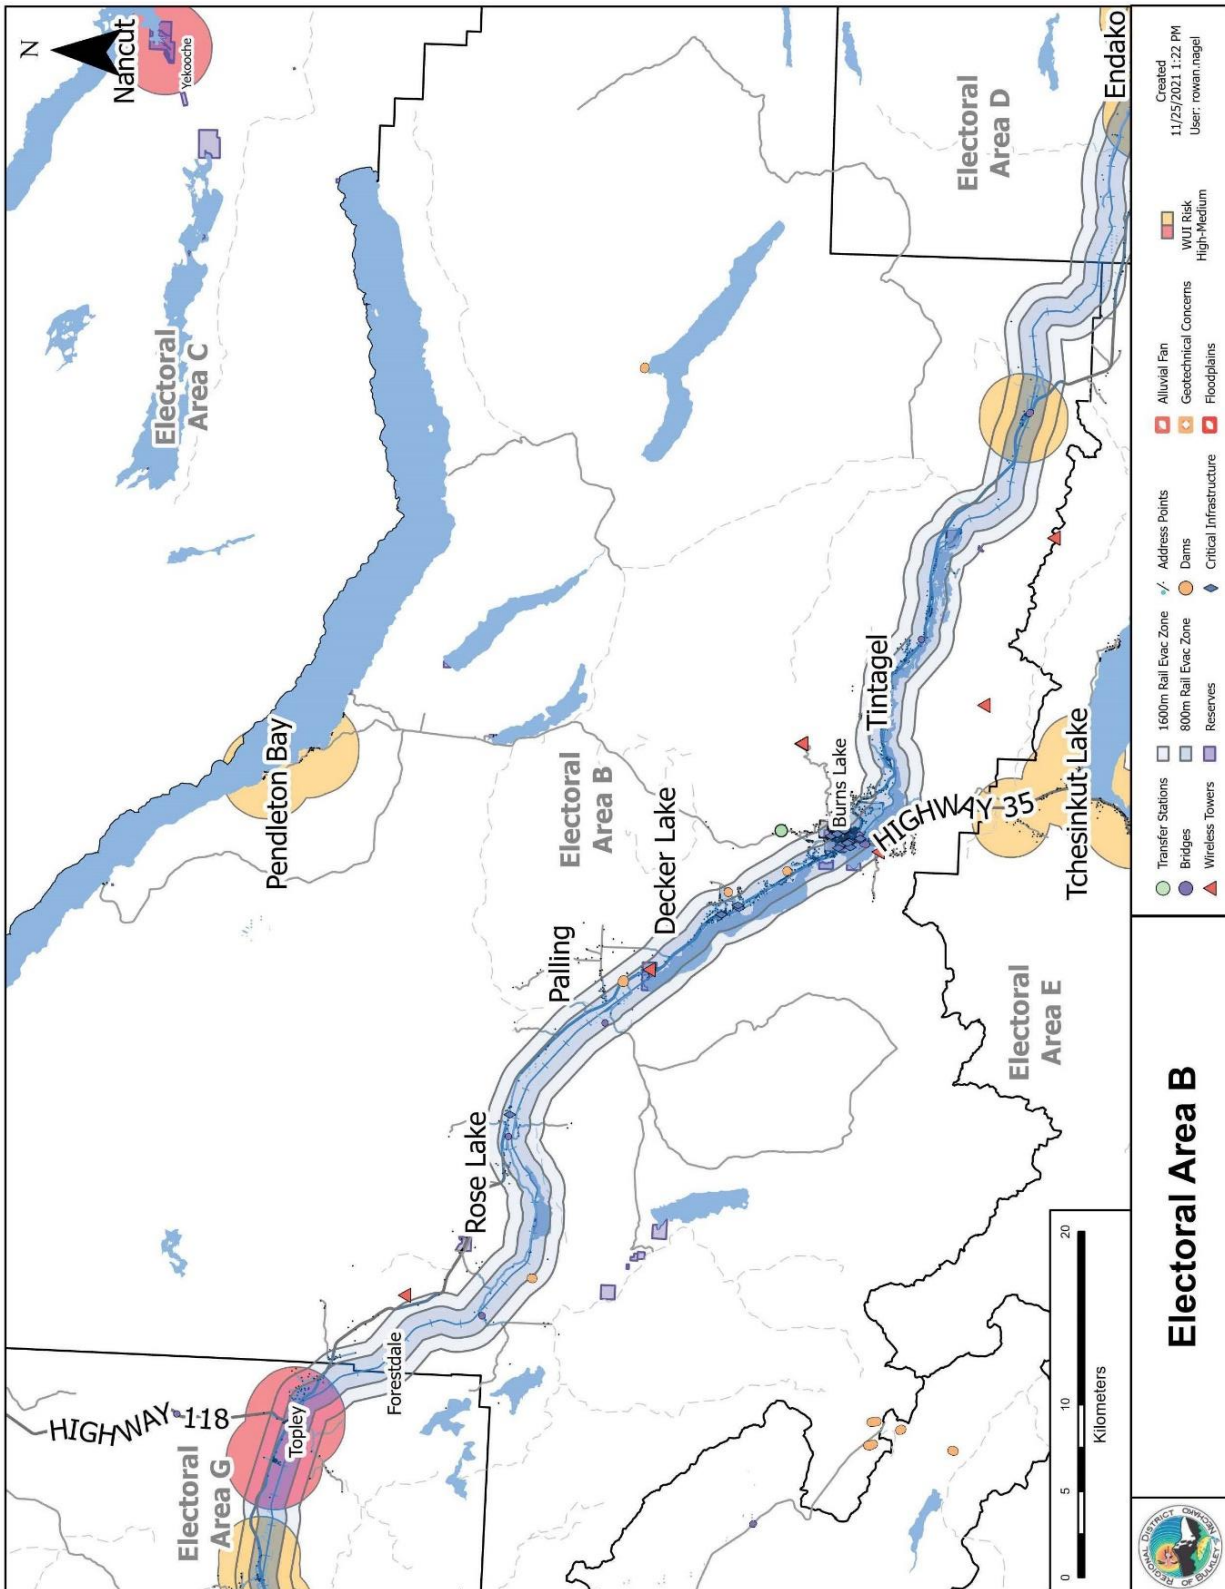 N
Nancut
Yekooche
Electoral
Area C
Electoral
Area D
Endako
Pendleton Bay
Electoral
Area B
Tintagel
Burns Lake
HIGHWAY 35
Tchesinkut Lake
Decker Lake
Palling
Electoral
Area E
Rose Lake
Forestdale
HIGHWAY 118
Topley
Electoral
Area G
0
5
10
20
Kilometers
REGIONAL DISTRICT
OF BULKLEY NECHAKO
Electoral Area B
Transfer Stations
Bridges
Wireless Towers
1600m Rail Evac Zone
800m Rail Evac Zone
Reserves
Address Points
Dams
Critical Infrastructure
Alluvial Fan
Geotechnical Concerns
Floodplains
WUI Risk
High-Medium
Created
11/25/2021 1:22 PM
User: rowan.nagel